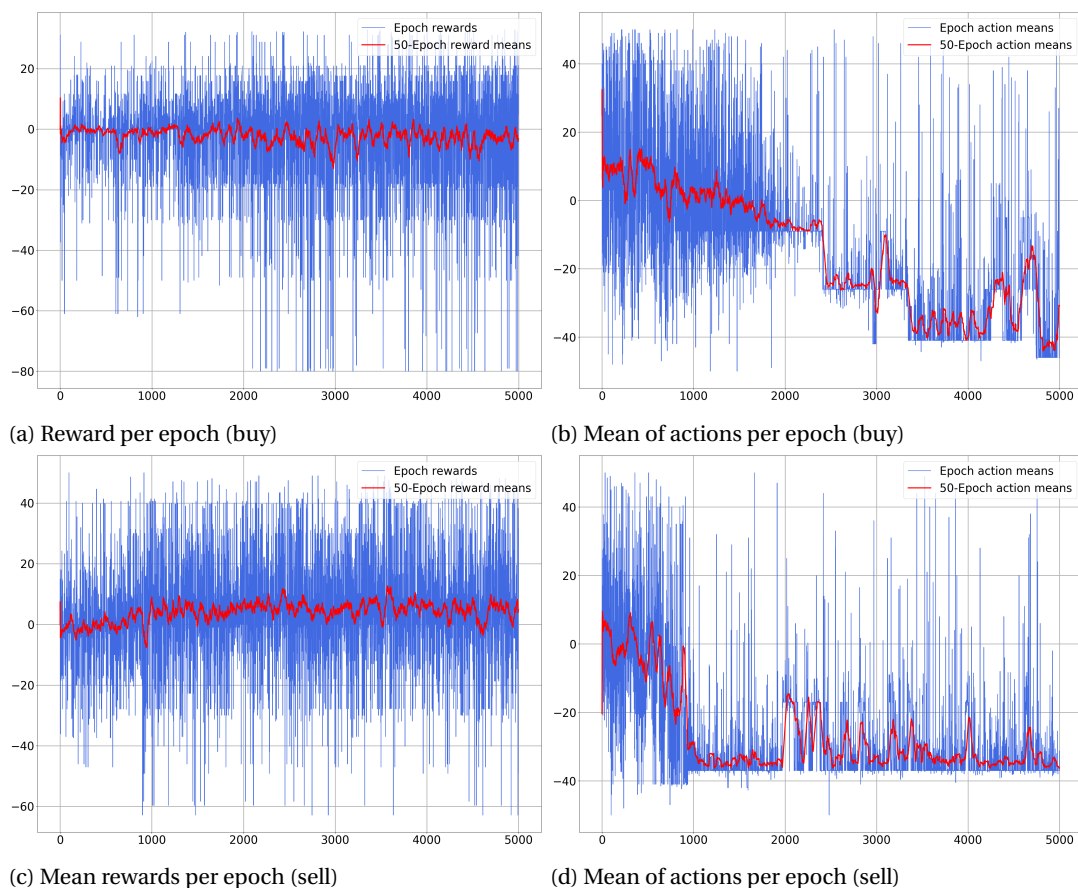 Epoch rewards
50-Epoch reward means
20
0
−20
−40
−60
−80
0 1000 2000 3000 4000 5000
(a) Reward per epoch (buy)
Epoch action means
50-Epoch action means
40
20
0
−20
−40
0 1000 2000 3000 4000 5000
(b) Mean of actions per epoch (buy)
Epoch rewards
50-Epoch reward means
40
20
0
−20
−40
−60
0 1000 2000 3000 4000 5000
(c) Mean rewards per epoch (sell)
Epoch action means
50-Epoch action means
40
20
0
−20
−40
0 1000 2000 3000 4000 5000
(d) Mean of actions per epoch (sell)